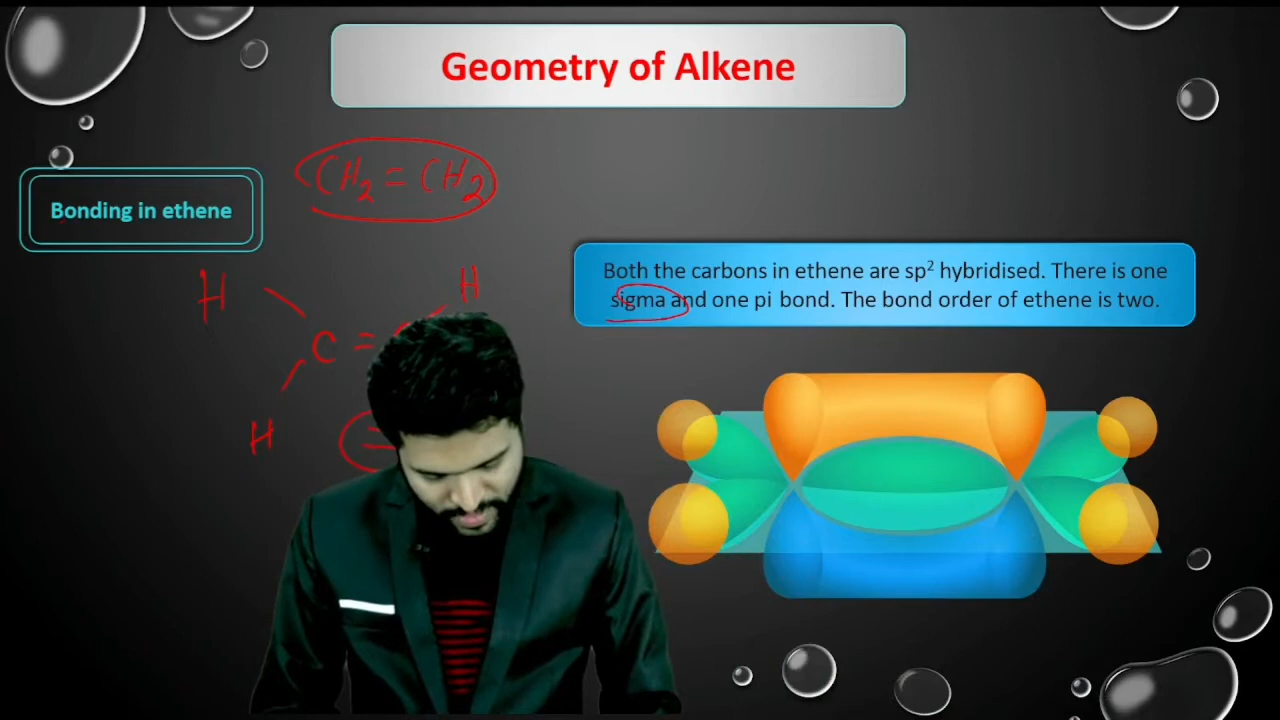 Geometry of Alkene
CH₂ = CH₂
Bonding in ethene
Both the carbons in ethene are sp² hybridised. There is one
sigma and one pi bond. The bond order of ethene is two.
H
H
C =
H